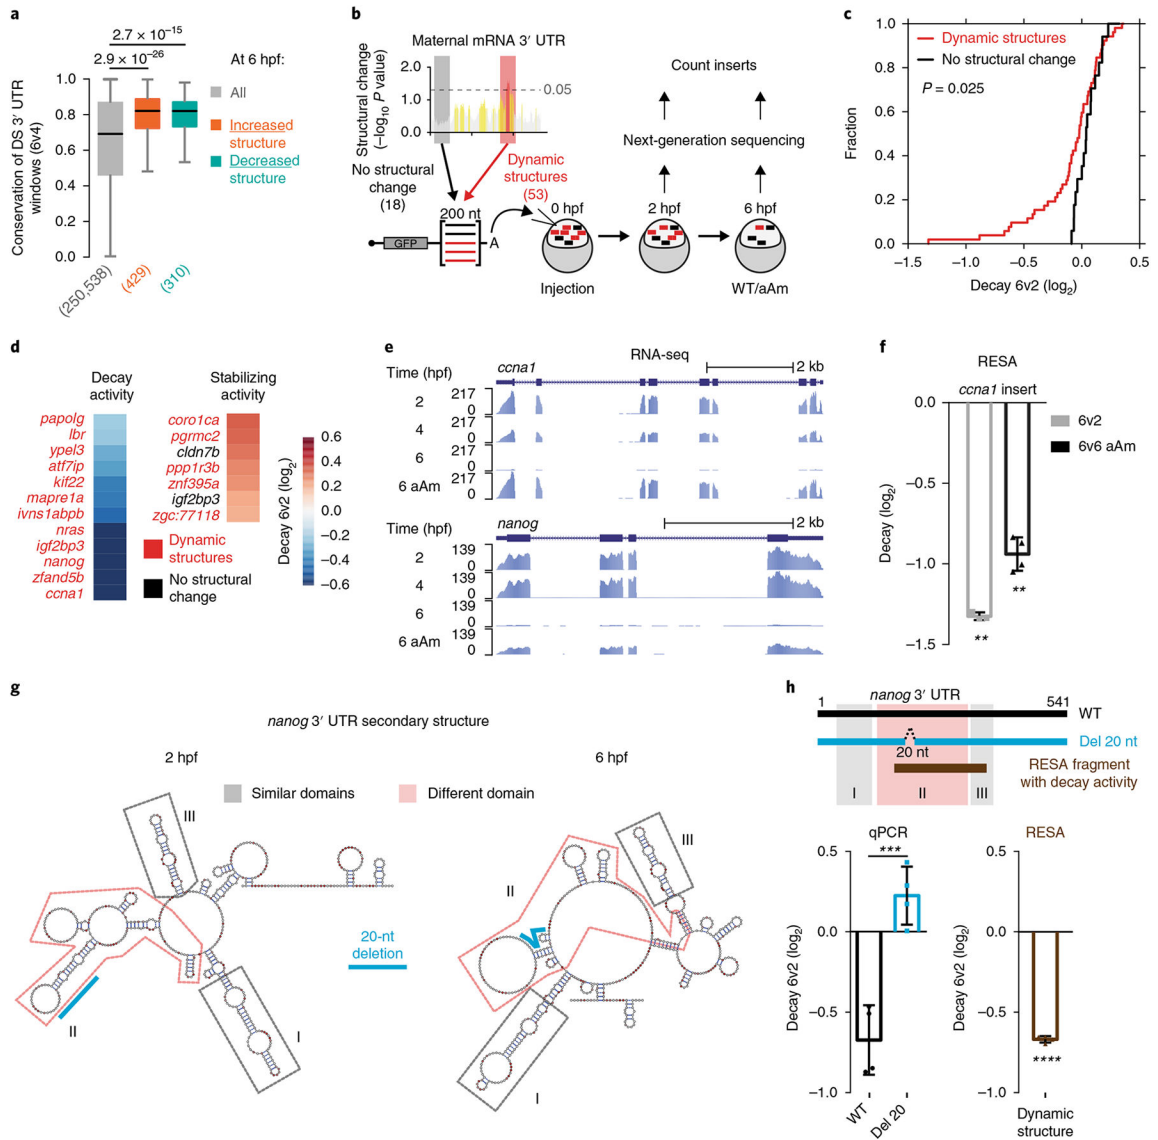 a
2.7 × 10⁻¹⁵
2.9 × 10⁻²⁶
At 6 hpf:
Conservation of DS 3′ UTR
windows (6v4)
1.0
0.8
0.6
0.4
0.2
0.0
All
Increased
structure
Decreased
structure
(250,538)
(429)
(310)
b
Maternal mRNA 3′ UTR
Structural change
(−log₁₀ P value)
2.0
1.0
0.0
0.05
No structural
change
(18)
Dynamic
structures
(53)
200 nt
GFP
A
0 hpf
2 hpf
6 hpf
Injection
WT/aAm
Next-generation sequencing
Count inserts
c
Dynamic structures
No structural change
P = 0.025
Fraction
1.0
0.8
0.6
0.4
0.2
0.0
−1.5
−1.0
−0.5
0.0
0.5
Decay 6v2 (log₂)
d
Decay
activity
papolg
lbr
ypel3
atf7ip
kif22
mapre1a
ivns1abpb
nras
igf2bp3
nanog
zfand5b
ccna1
Stabilizing
activity
coro1ca
pgrmc2
cldn7b
ppp1r3b
znf395a
igf2bp3
zgc:77118
Dynamic
structures
No structural
change
Decay 6v2 (log₂)
0.6
0.4
0.2
0.0
−0.2
−0.4
−0.6
e
RNA-seq
Time (hpf)
ccna1
2 kb
2
217
0
4
217
0
6
217
0
6 aAm
217
0
Time (hpf)
nanog
2 kb
2
139
0
4
139
0
6
139
0
6 aAm
139
0
f
RESA
ccna1 insert
Decay (log₂)
0.0
−0.5
−1.0
−1.5
6v2
6v6 aAm
**
**
g
nanog 3′ UTR secondary structure
2 hpf
6 hpf
Similar domains
Different domain
III
II
I
20-nt
deletion
III
II
I
h
nanog 3′ UTR
1
541
WT
Del 20 nt
20 nt
RESA fragment
with decay activity
I
II
III
qPCR
***
Decay 6v2 (log₂)
0.5
0.0
−0.5
−1.0
WT
Del 20
RESA
Decay 6v2 (log₂)
0.5
0.0
−0.5
−1.0
****
Dynamic
structure